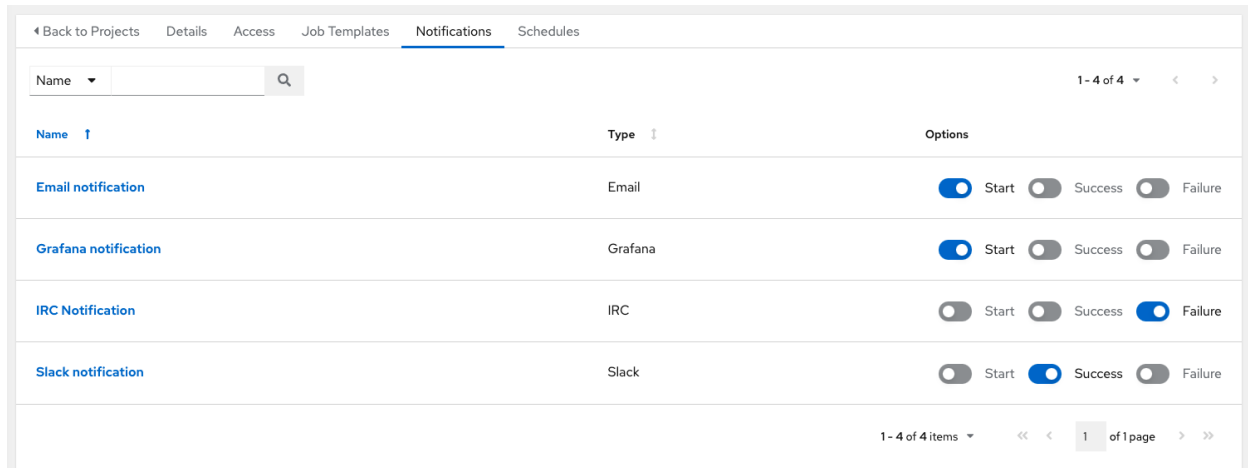 Back to Projects Details Access Job Templates Notifications Schedules
Name
1 - 4 of 4
Name Type Options
Email notification Email Start Success Failure
Grafana notification Grafana Start Success Failure
IRC Notification IRC Start Success Failure
Slack notification Slack Start Success Failure
1 - 4 of 4 items 1 of 1 page